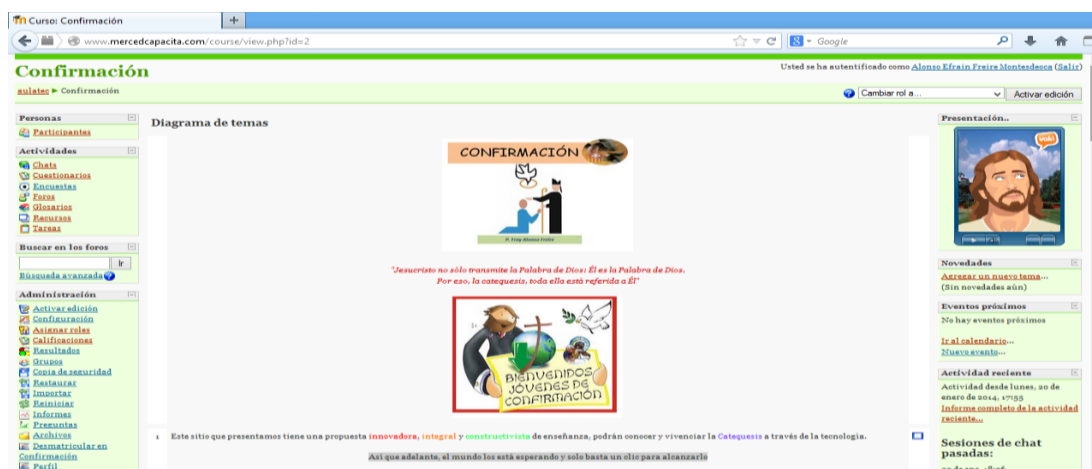 Curso: Confirmación
www.mercedcapacita.com/course/view.php?id=2
Google
Confirmación
Usted se ha autentificado como Alonso Efrain Freire Montesdeoca (Salir)
aulatec ► Confirmación
Cambiar rol a...
Activar edición
Personas
Participantes
Actividades
Chats
Cuestionarios
Encuestas
Foros
Glosarios
Recursos
Tareas
Buscar en los foros
Ir
Búsqueda avanzada
Administración
Activar edición
Configuración
Asignar roles
Calificaciones
Resultados
Grupos
Copia de seguridad
Restaurar
Importar
Reiniciar
Informes
Preguntas
Archivos
Desmatricular en
Confirmación
Perfil
Diagrama de temas
CONFIRMACIÓN
P. Fray Alonso Freire
"Jesucristo no sólo transmite la Palabra de Dios: Él es la Palabra de Dios.
Por eso, la catequesis, toda ella está referida a Él"
BIENVENIDOS
JÓVENES DE
CONFIRMACIÓN
1 Este sitio que presentamos tiene una propuesta innovadora, integral y constructivista de enseñanza, podrán conocer y vivenciar la Catequesis a través de la tecnología.
Así que adelante, el mundo los está esperando y solo basta un clic para alcanzarlo
Presentación..
Novedades
Agregar un nuevo tema...
(Sin novedades aún)
Eventos próximos
No hay eventos próximos
Ir al calendario...
Nuevo evento...
Actividad reciente
Actividad desde lunes, 20 de
enero de 2014, 17:55
Informe completo de la actividad
reciente...
Sesiones de chat
pasadas: